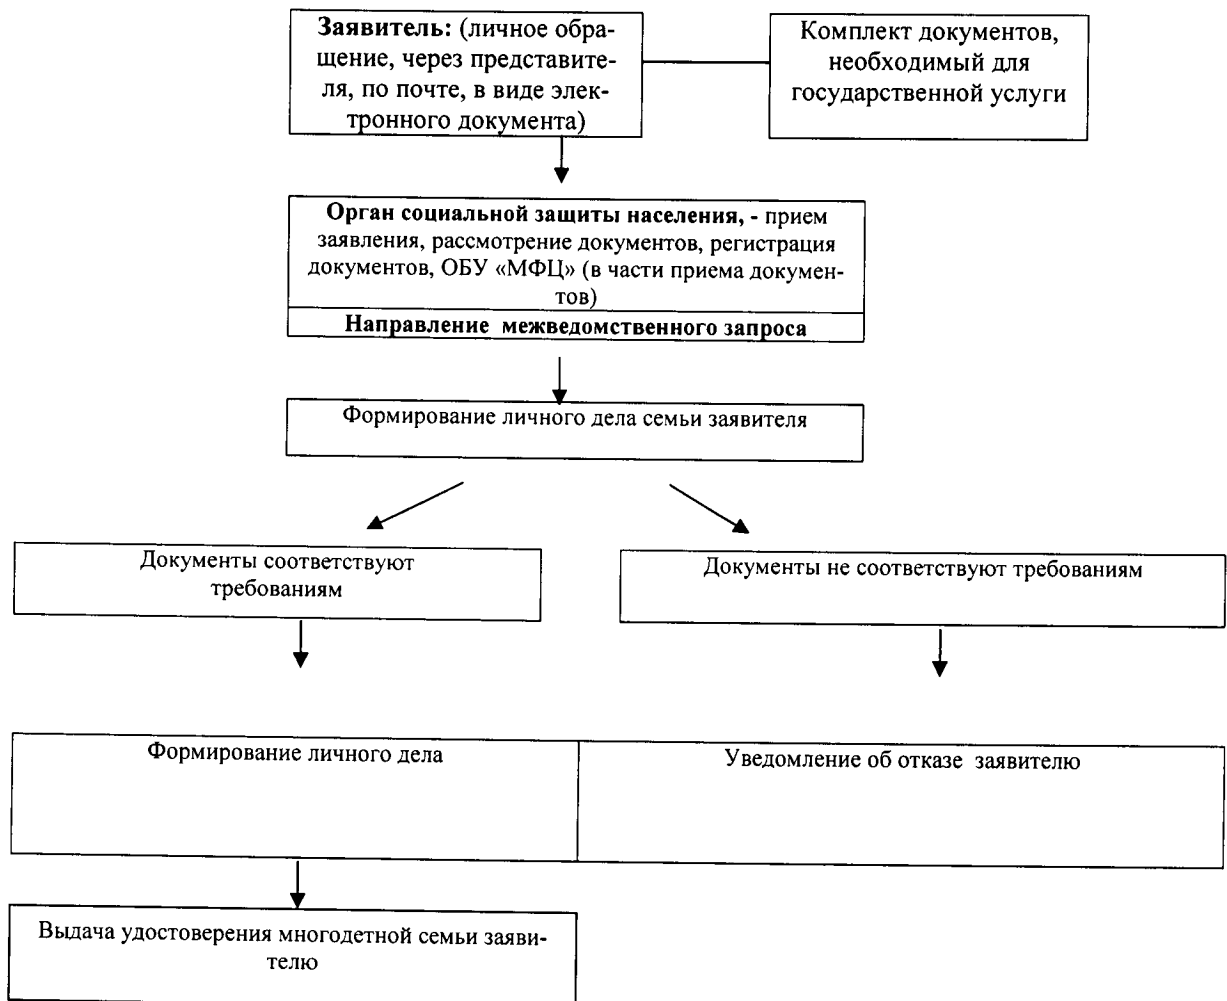 Заявитель: (личное обра-
щение, через представите-
ля, по почте, в виде элек-
тронного документа)
Комплект документов,
необходимый для
государственной услуги
Орган социальной защиты населения, - прием
заявления, рассмотрение документов, регистрация
документов, ОБУ «МФЦ» (в части приема докумен-
тов)
Направление межведомственного запроса
Формирование личного дела семьи заявителя
Документы соответствуют
требованиям
Документы не соответствуют требованиям
Формирование личного дела
Уведомление об отказе заявителю
Выдача удостоверения многодетной семьи заяви-
телю